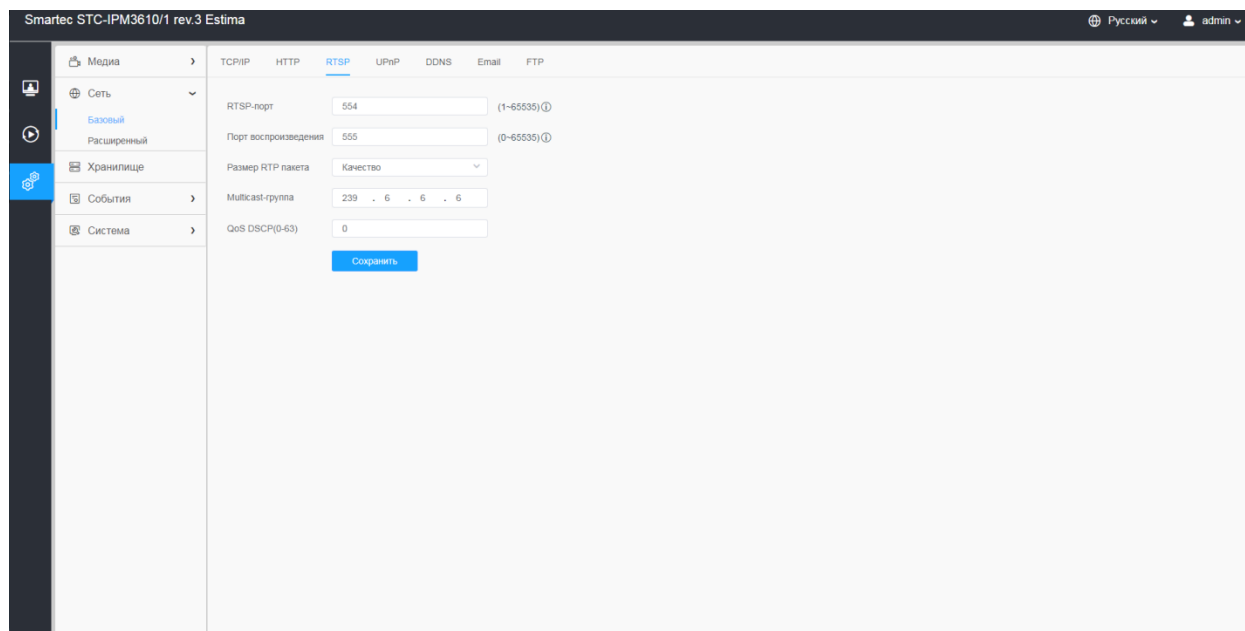 Smartec STC-IPM3610/1 rev.3 Estima
Русский
admin
Медиа
Сеть
Базовый
Расширенный
Хранилище
События
Система
TCP/IP HTTP RTSP UPnP DDNS Email FTP
RTSP-порт 554 (1~65535)
Порт воспроизведения 555 (0~65535)
Размер RTP пакета Качество
Multicast-группа 239 . 6 . 6 . 6
QoS DSCP(0-63) 0
Сохранить